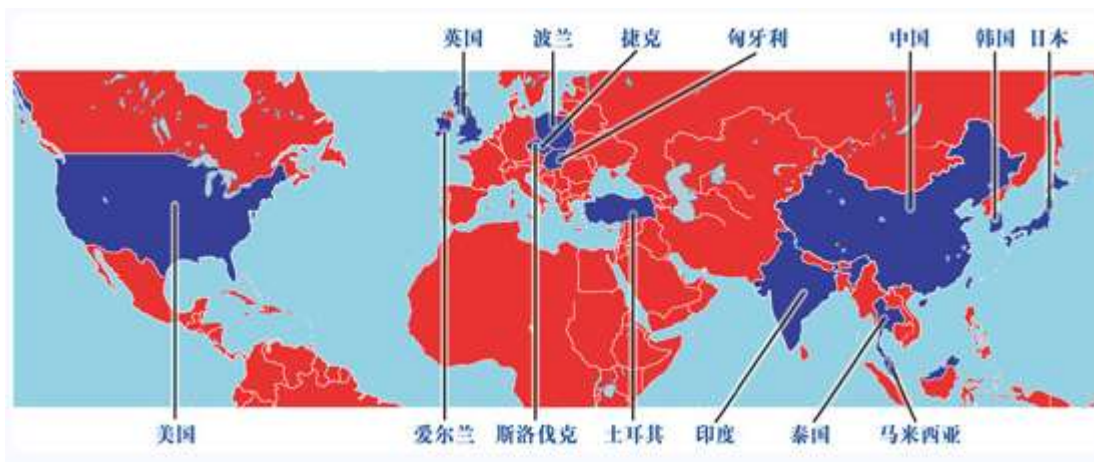 英国 波兰 捷克 匈牙利 中国 韩国 日本
美国 爱尔兰 斯洛伐克 土耳其 印度 泰国 马来西亚